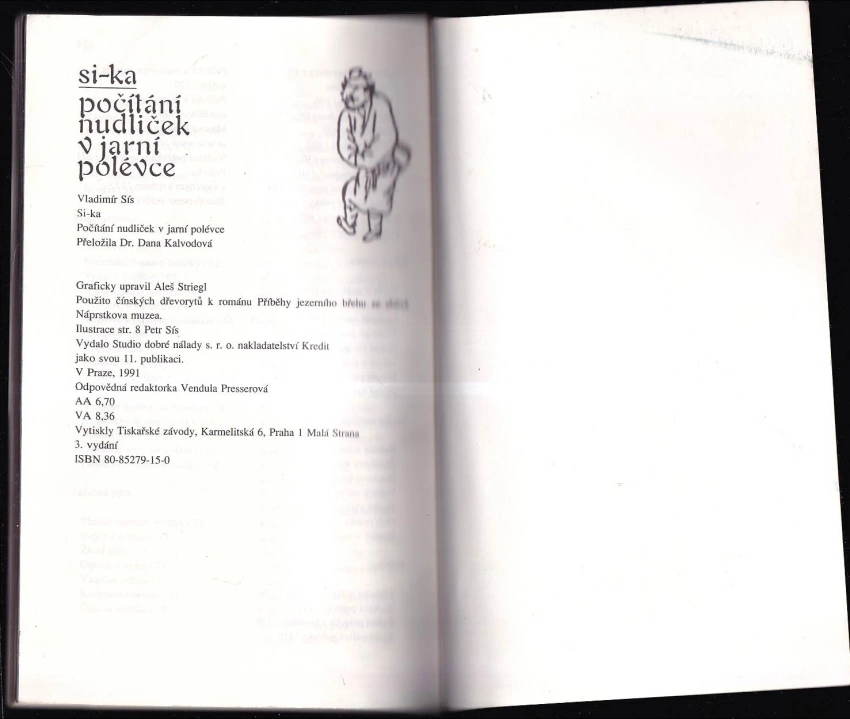 si-ka
počítání
nudliček
v jarní
polévce
Vladimír Sís
Si-ka
Počítání nudliček v jarní polévce
Přeložila Dr. Dana Kalvodová
Graficky upravil Aleš Striegl
Použito čínských dřevorytů k románu Příběhy jezerního břehu ze sbírek
Náprstkova muzea.
Ilustrace str. 8 Petr Sís
Vydalo Studio dobré nálady s. r. o. nakladatelství Kredit
jako svou 11. publikaci.
V Praze, 1991
Odpovědná redaktorka Vendula Presserová
AA 6,70
VA 8,36
Vytiskly Tiskařské závody, Karmelitská 6, Praha 1 Malá Strana
3. vydání
ISBN 80-85279-15-0